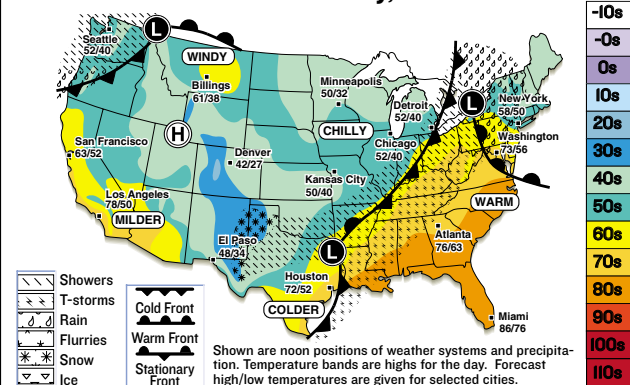 L
Seattle
52/40
WINDY
Billings
61/38
Minneapolis
50/32
Detroit
52/40
L
New York
58/50
H
CHILLY
Washington
73/56
San Francisco
63/52
Denver
42/27
Chicago
52/40
Kansas City
50/40
Los Angeles
78/50
MILDER
WARM
El Paso
48/34
L
Atlanta
76/63
Houston
72/52
COLDER
Miami
86/76
Showers
T-storms
Rain
Flurries
Snow
Ice
Cold Front
Warm Front
Stationary
Front
Shown are noon positions of weather systems and precipita-
tion. Temperature bands are highs for the day. Forecast
high/low temperatures are given for selected cities.
-10s
-0s
0s
10s
20s
30s
40s
50s
60s
70s
80s
90s
100s
110s